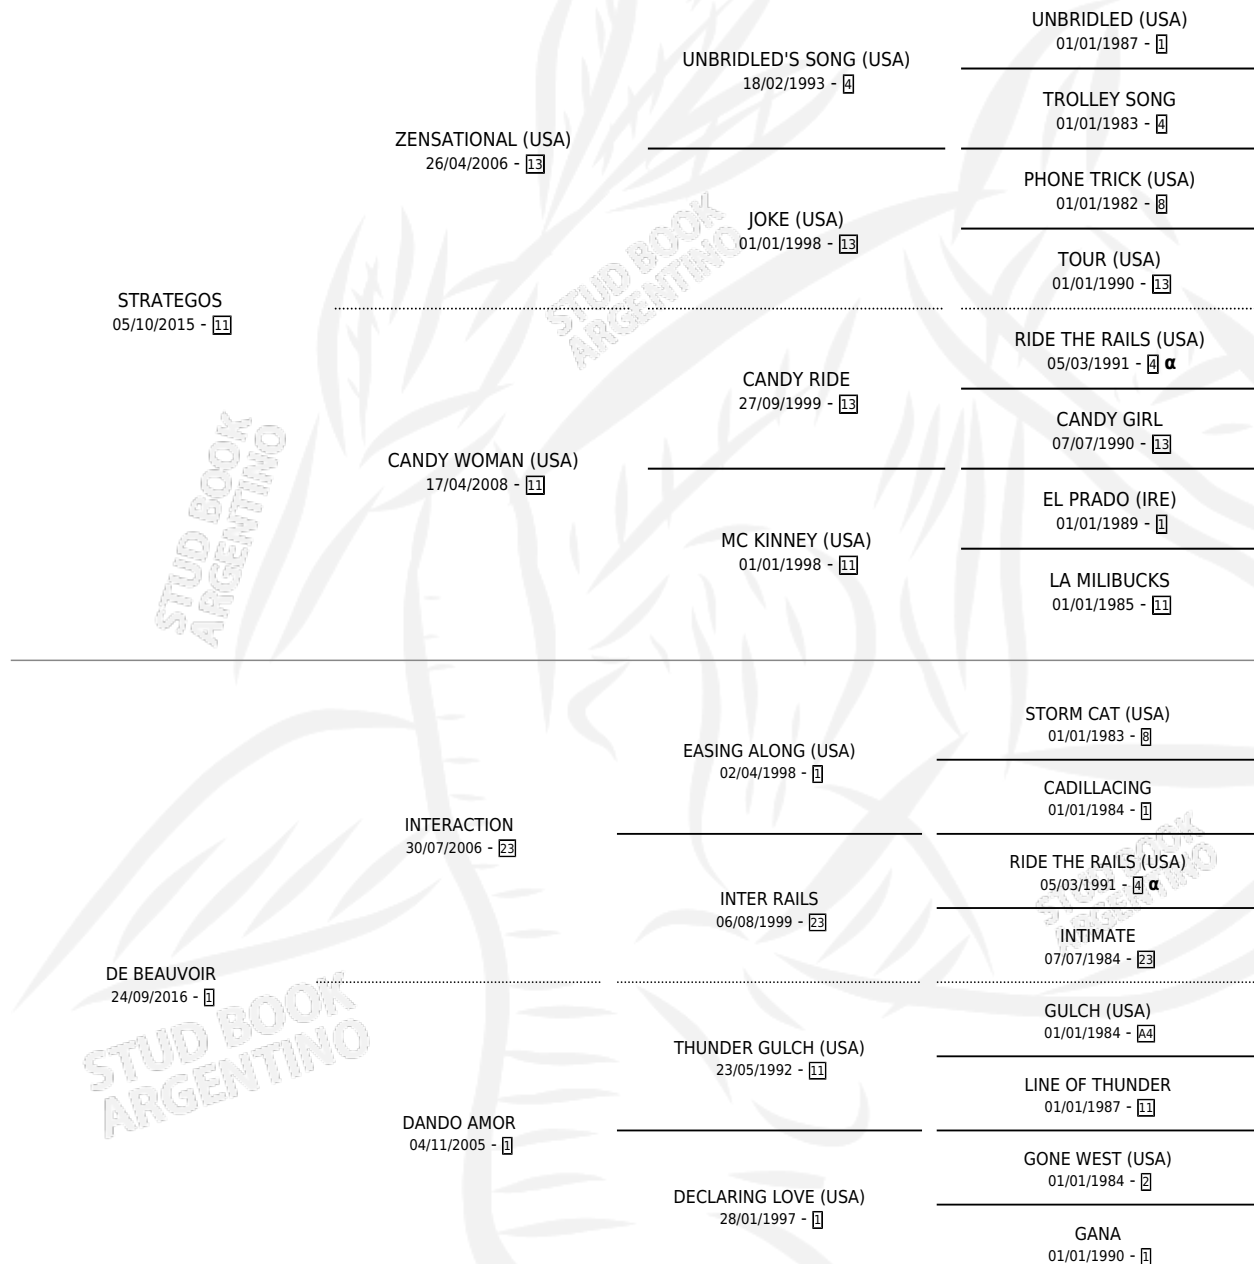 UNBRIDLED (USA)
01/01/1987 - 1
UNBRIDLED'S SONG (USA)
18/02/1993 - 4
TROLLEY SONG
01/01/1983 - 4
ZENSATIONAL (USA)
26/04/2006 - 13
PHONE TRICK (USA)
01/01/1982 - 8
JOKE (USA)
01/01/1998 - 13
TOUR (USA)
01/01/1990 - 13
STRATEGOS
05/10/2015 - 11
RIDE THE RAILS (USA)
05/03/1991 - 4 α
CANDY RIDE
27/09/1999 - 13
CANDY GIRL
07/07/1990 - 13
CANDY WOMAN (USA)
17/04/2008 - 11
EL PRADO (IRE)
01/01/1989 - 1
MC KINNEY (USA)
01/01/1998 - 11
LA MILIBUCKS
01/01/1985 - 11
STORM CAT (USA)
01/01/1983 - 8
EASING ALONG (USA)
02/04/1998 - 1
CADILLACING
01/01/1984 - 1
INTERACTION
30/07/2006 - 23
RIDE THE RAILS (USA)
05/03/1991 - 4 α
INTER RAILS
06/08/1999 - 23
INTIMATE
07/07/1984 - 23
DE BEAUVOIR
24/09/2016 - 1
GULCH (USA)
01/01/1984 - A4
THUNDER GULCH (USA)
23/05/1992 - 11
LINE OF THUNDER
01/01/1987 - 11
DANDO AMOR
04/11/2005 - 1
GONE WEST (USA)
01/01/1984 - 2
DECLARING LOVE (USA)
28/01/1997 - 1
GANA
01/01/1990 - 1
STUD BOOK
ARGENTINO
STUD BOOK
ARGENTINO
STUD BOOK
ARGENTINO
STUD BOOK
ARGENTINO